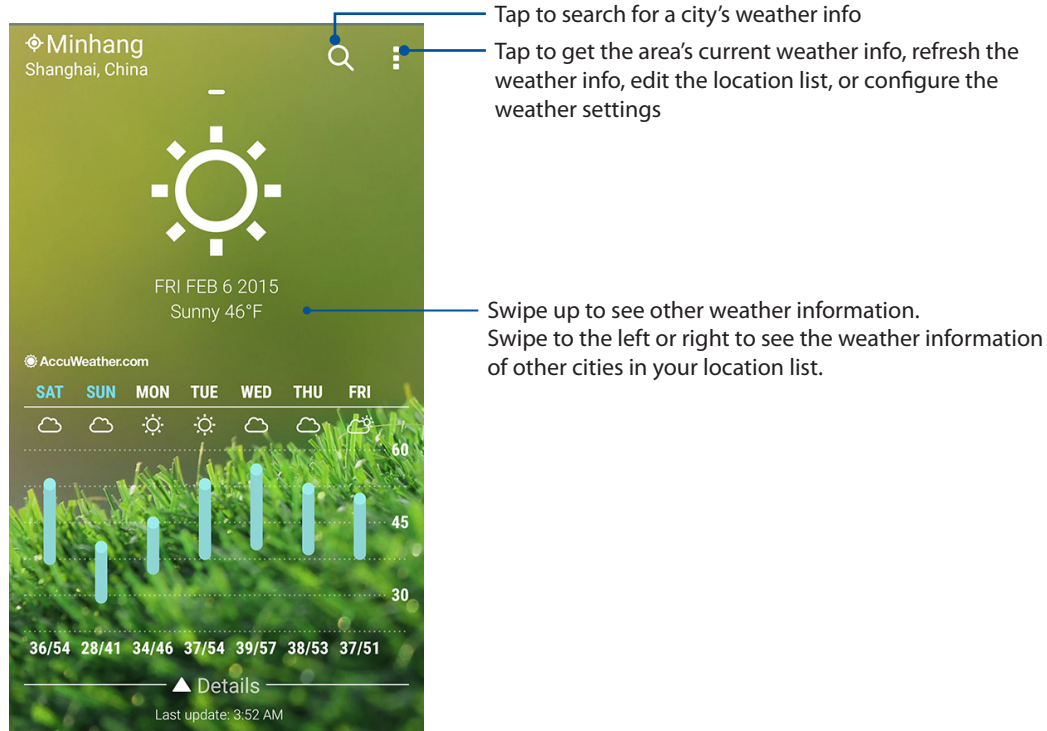 Tap to search for a city’s weather info
Tap to get the area’s current weather info, refresh the
weather info, edit the location list, or configure the
weather settings
Minhang
Shanghai, China
FRI FEB 6 2015
Sunny 46°F
Swipe up to see other weather information.
Swipe to the left or right to see the weather information
of other cities in your location list.
AccuWeather.com
SAT SUN MON TUE WED THU FRI
60
45
30
36/54 28/41 34/46 37/54 39/57 38/53 37/51
Details
Last update: 3:52 AM